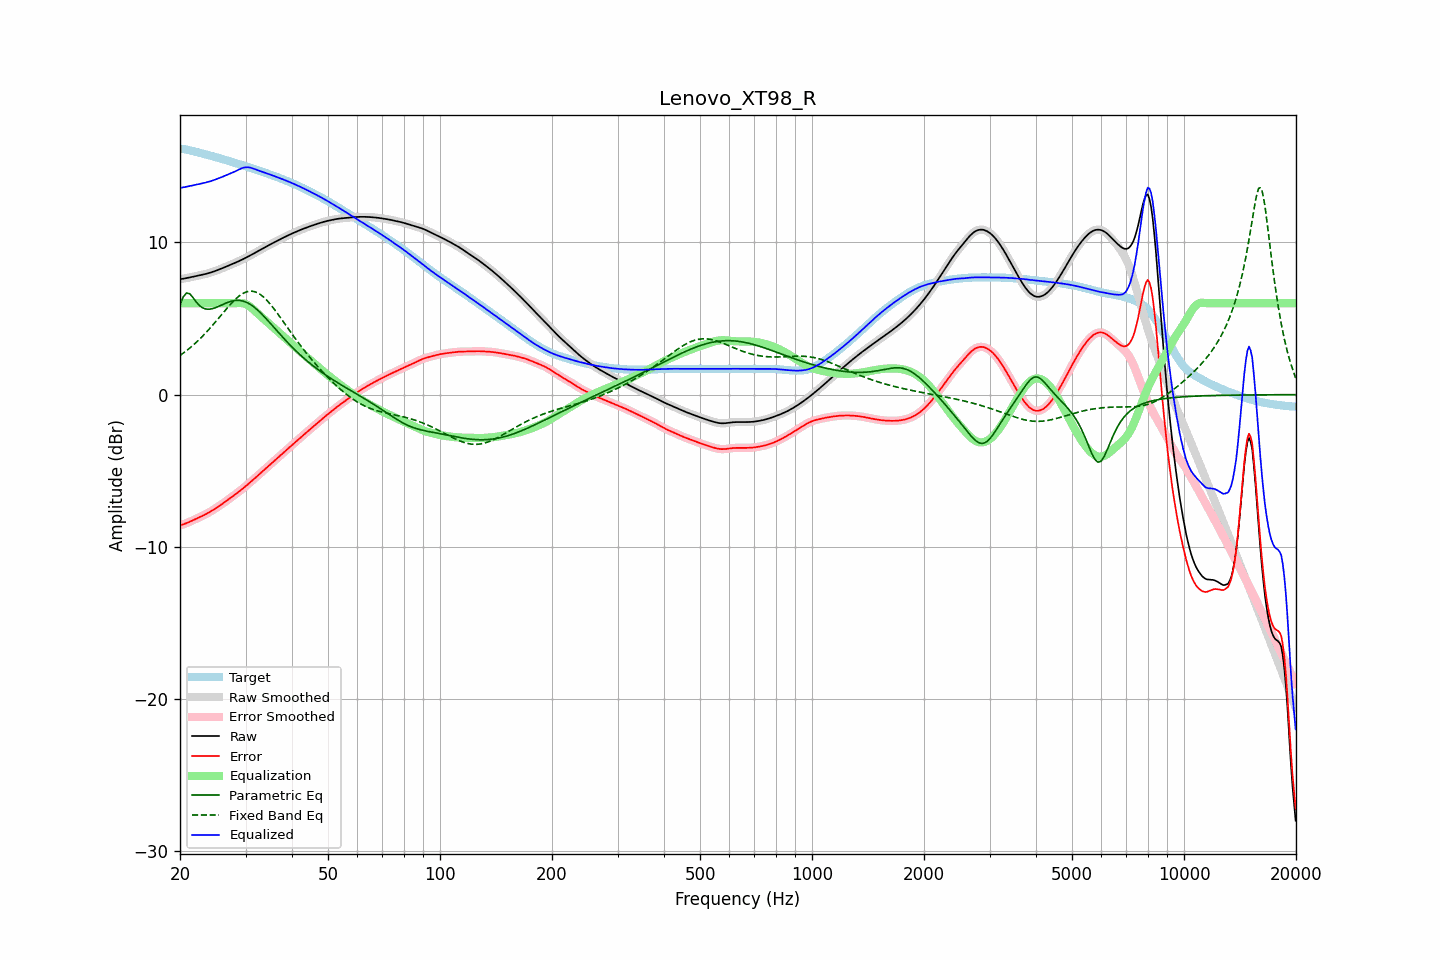 Lenovo_XT98_R
Amplitude (dBr)
10
0
−10
−20
−30
Target
Raw Smoothed
Error Smoothed
Raw
Error
Equalization
Parametric Eq
Fixed Band Eq
Equalized
20 50 100 200 500 1000 2000 5000 10000 20000
Frequency (Hz)